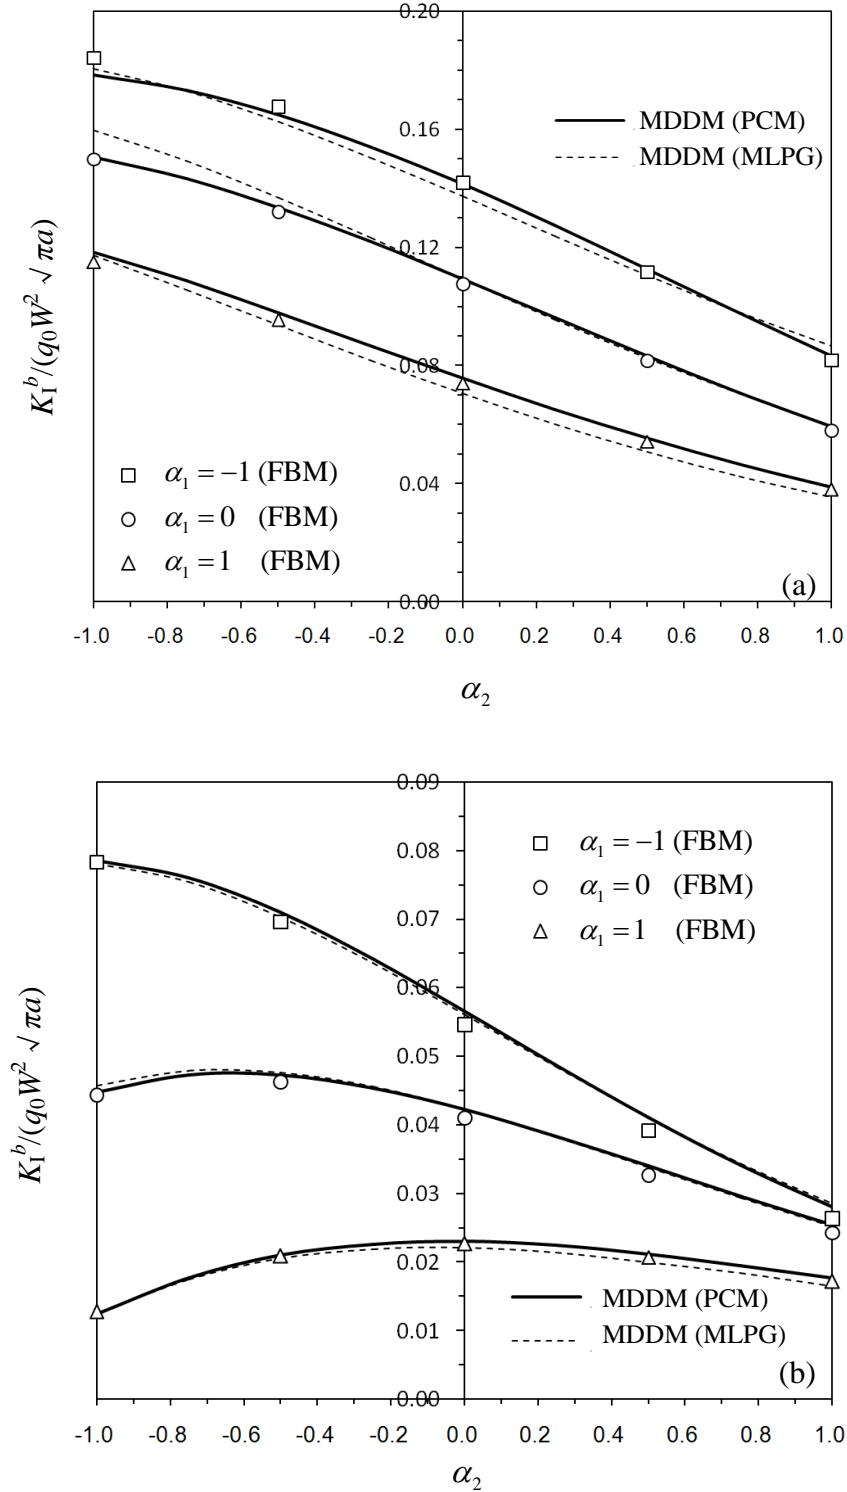 0.20
0.16
0.12
0.08
0.04
0.00
K_I^b/(q_0W^2 √πa)
MDDM (PCM)
MDDM (MLPG)
α_1 = −1 (FBM)
α_1 = 0 (FBM)
α_1 = 1 (FBM)
(a)
-1.0 -0.8 -0.6 -0.4 -0.2 0.0 0.2 0.4 0.6 0.8 1.0
α_2
0.09
0.08
0.07
0.06
0.05
0.04
0.03
0.02
0.01
0.00
K_I^b/(q_0W^2 √πa)
α_1 = −1 (FBM)
α_1 = 0 (FBM)
α_1 = 1 (FBM)
MDDM (PCM)
MDDM (MLPG)
(b)
-1.0 -0.8 -0.6 -0.4 -0.2 0.0 0.2 0.4 0.6 0.8 1.0
α_2